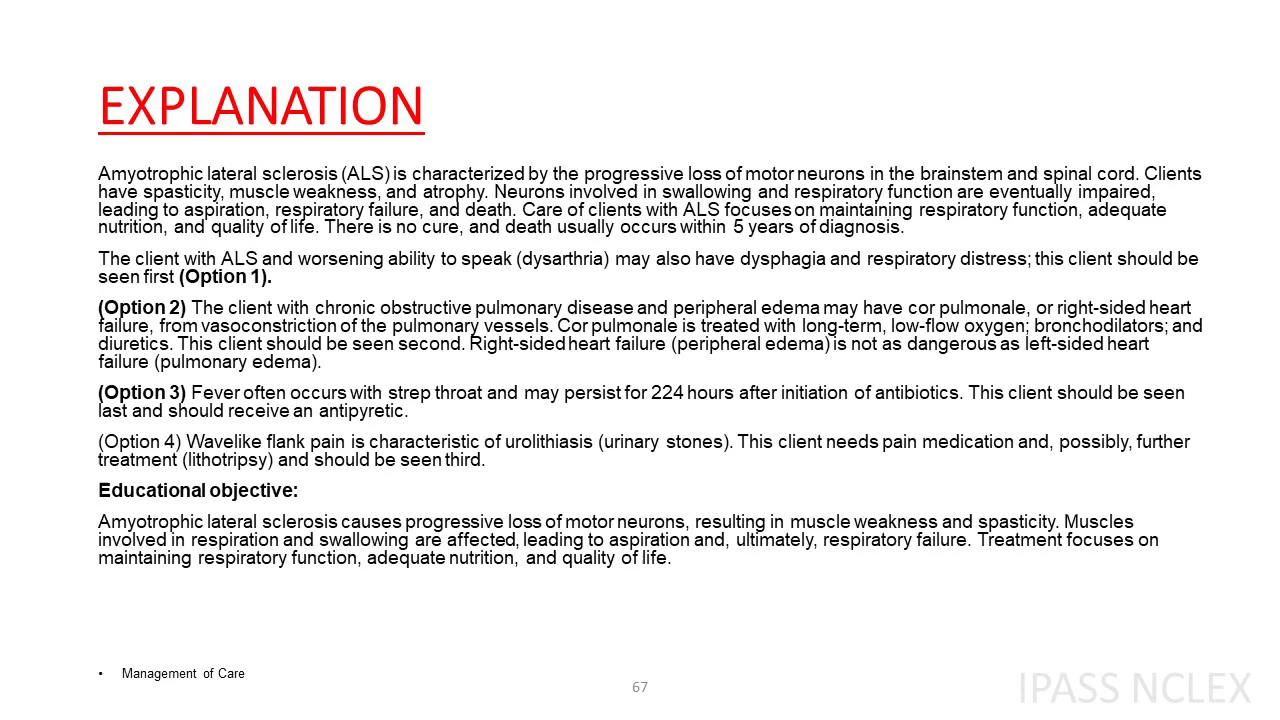 EXPLANATION
Amyotrophic lateral sclerosis (ALS) is characterized by the progressive loss of motor neurons in the brainstem and spinal cord. Clients
have spasticity, muscle weakness, and atrophy. Neurons involved in swallowing and respiratory function are eventually impaired,
leading to aspiration, respiratory failure, and death. Care of clients with ALS focuses on maintaining respiratory function, adequate
nutrition, and quality of life. There is no cure, and death usually occurs within 5 years of diagnosis.
The client with ALS and worsening ability to speak (dysarthria) may also have dysphagia and respiratory distress; this client should be
seen first (Option 1).
(Option 2) The client with chronic obstructive pulmonary disease and peripheral edema may have cor pulmonale, or right-sided heart
failure, from vasoconstriction of the pulmonary vessels. Cor pulmonale is treated with long-term, low-flow oxygen; bronchodilators; and
diuretics. This client should be seen second. Right-sided heart failure (peripheral edema) is not as dangerous as left-sided heart
failure (pulmonary edema).
(Option 3) Fever often occurs with strep throat and may persist for 224 hours after initiation of antibiotics. This client should be seen
last and should receive an antipyretic.
(Option 4) Wavelike flank pain is characteristic of urolithiasis (urinary stones). This client needs pain medication and, possibly, further
treatment (lithotripsy) and should be seen third.
Educational objective:
Amyotrophic lateral sclerosis causes progressive loss of motor neurons, resulting in muscle weakness and spasticity. Muscles
involved in respiration and swallowing are affected, leading to aspiration and, ultimately, respiratory failure. Treatment focuses on
maintaining respiratory function, adequate nutrition, and quality of life.
• Management of Care
67
IPASS NCLEX